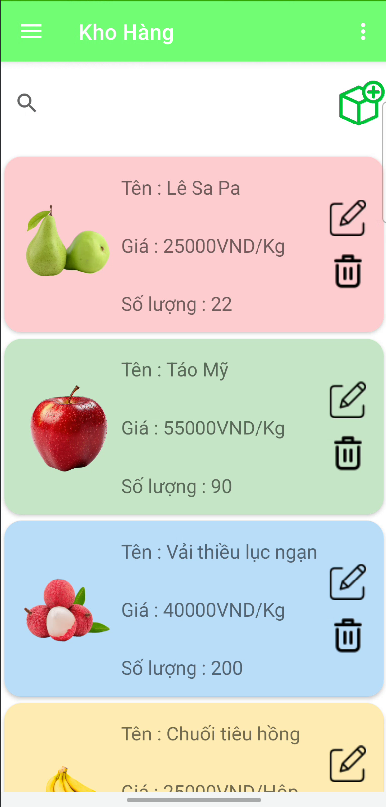 Kho Hàng
Tên : Lê Sa Pa
Giá : 25000VND/Kg
Số lượng : 22
Tên : Táo Mỹ
Giá : 55000VND/Kg
Số lượng : 90
Tên : Vải thiều lục ngạn
Giá : 40000VND/Kg
Số lượng : 200
Tên : Chuối tiêu hồng
Giá : 25000VND/Hộp